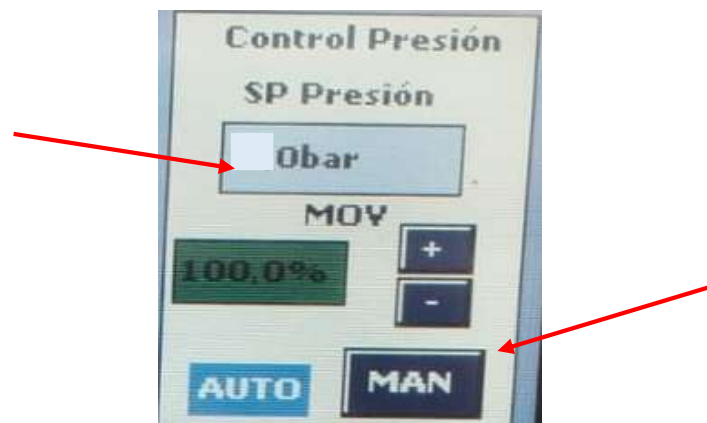 Control Presión
SP Presión
0bar
MOV
100,0%
+
-
AUTO
MAN